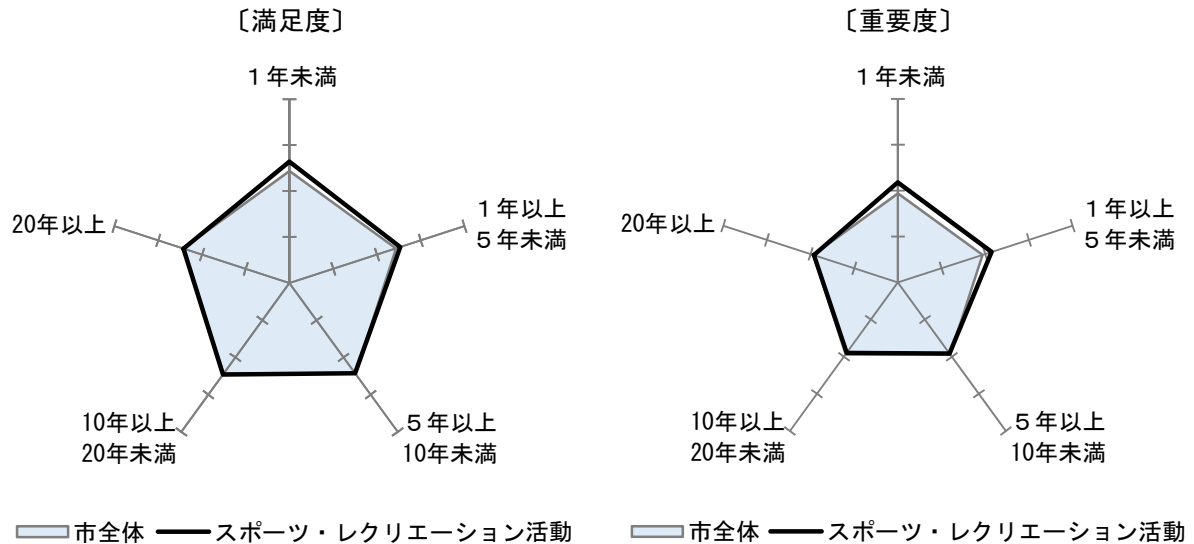 〔満足度〕
１年未満
１年以上
５年未満
５年以上
10年未満
10年以上
20年未満
20年以上
市全体 スポーツ・レクリエーション活動
〔重要度〕
１年未満
１年以上
５年未満
５年以上
10年未満
10年以上
20年未満
20年以上
市全体 スポーツ・レクリエーション活動